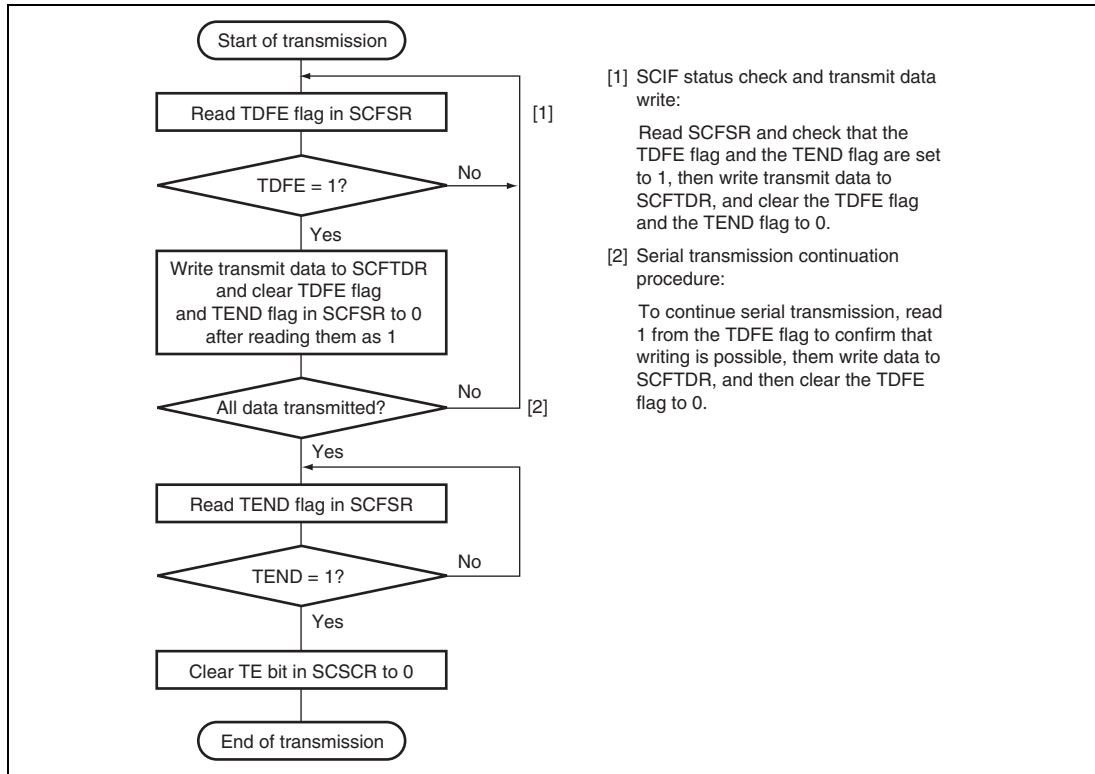 Start of transmission
Read TDFE flag in SCFSR
[1]
TDFE = 1?
No
Yes
Write transmit data to SCFTDR
and clear TDFE flag
and TEND flag in SCFSR to 0
after reading them as 1
All data transmitted?
No
[2]
Yes
Read TEND flag in SCFSR
TEND = 1?
No
Yes
Clear TE bit in SCSCR to 0
End of transmission
[1] SCIF status check and transmit data
write:
Read SCFSR and check that the
TDFE flag and the TEND flag are set
to 1, then write transmit data to
SCFTDR, and clear the TDFE flag
and the TEND flag to 0.
[2] Serial transmission continuation
procedure:
To continue serial transmission, read
1 from the TDFE flag to confirm that
writing is possible, them write data to
SCFTDR, and then clear the TDFE
flag to 0.